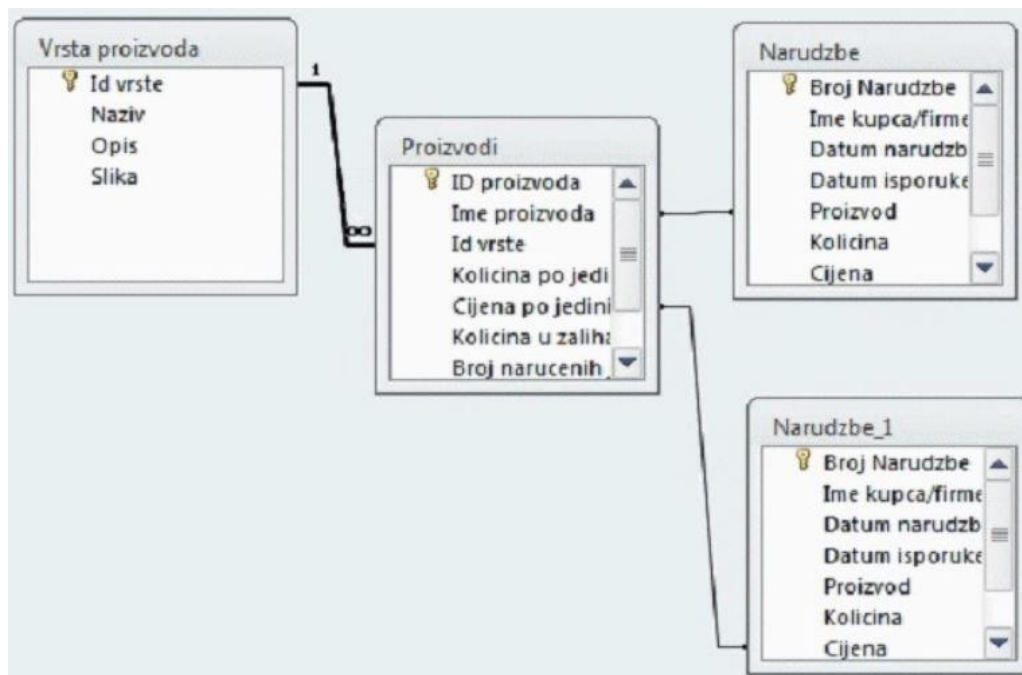 Vrsta proizvoda
Id vrste
Naziv
Opis
Slika
1
∞
Proizvodi
ID proizvoda
Ime proizvoda
Id vrste
Kolicina po jedi
Cijena po jedini
Kolicina u zaliha
Broj narucenih
Narudzbe
Broj Narudzbe
Ime kupca/firme
Datum narudzb
Datum isporuke
Proizvod
Kolicina
Cijena
Narudzbe_1
Broj Narudzbe
Ime kupca/firme
Datum narudzb
Datum isporuke
Proizvod
Kolicina
Cijena